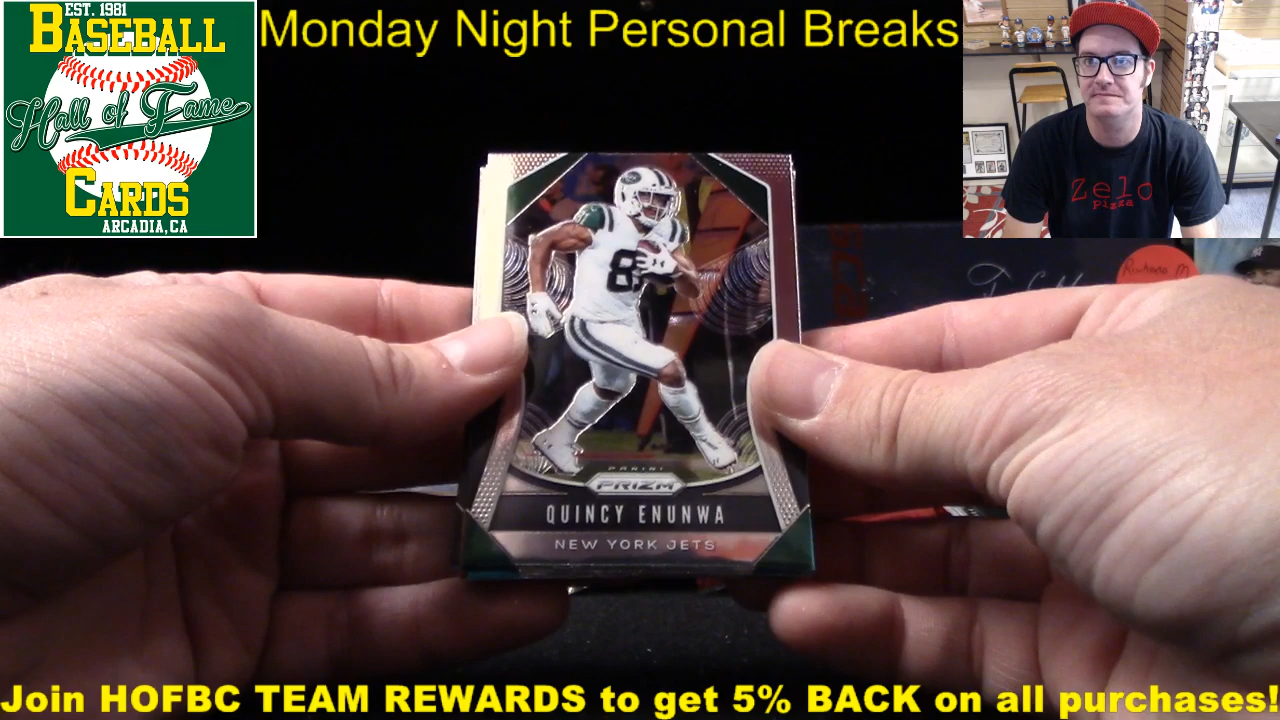 EST. 1981
BASEBALL
Hall of Fame
CARDS
ARCADIA, CA
Monday Night Personal Breaks
Zelo
pizza
8
PANINI
PRIZM
QUINCY ENUNWA
NEW YORK JETS
Join HOFBC TEAM REWARDS to get 5% BACK on all purchases!